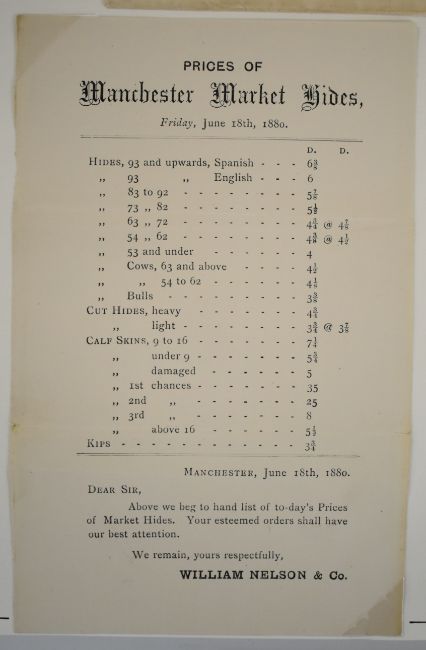 PRICES OF
Manchester Market Hides,
Friday, June 18th, 1880.
D. D.
HIDES, 93 and upwards, Spanish - - - 6⅜
„ 93 „ English - - - 6
„ 83 to 92 - - - - - - - - 5⅞
„ 73 „ 82 - - - - - - - - 5½
„ 63 „ 72 - - - - - - - - 4¾ @ 4⅞
„ 54 „ 62 - - - - - - - - 4⅜ @ 4½
„ 53 and under - - - - - - 4
„ Cows, 63 and above - - - - 4½
„ „ 54 to 62 - - - - - 4⅛
„ Bulls - - - - - - - - 3⅜
CUT HIDES, heavy - - - - - - - 4¾
„ light - - - - - - - - 3¾ @ 3⅞
CALF SKINS, 9 to 16 - - - - - - - 7¼
„ under 9 - - - - - - - 5¾
„ damaged - - - - - - 5
„ 1st chances - - - - - - - 35
„ 2nd „ - - - - - - - 25
„ 3rd „ - - - - - - - 8
„ above 16 - - - - - - 5½
KIPS - - - - - - - - - - - - 3¾
MANCHESTER, June 18th, 1880.
DEAR SIR,
Above we beg to hand list of to-day's Prices
of Market Hides. Your esteemed orders shall have
our best attention.
We remain, yours respectfully,
WILLIAM NELSON & Co.